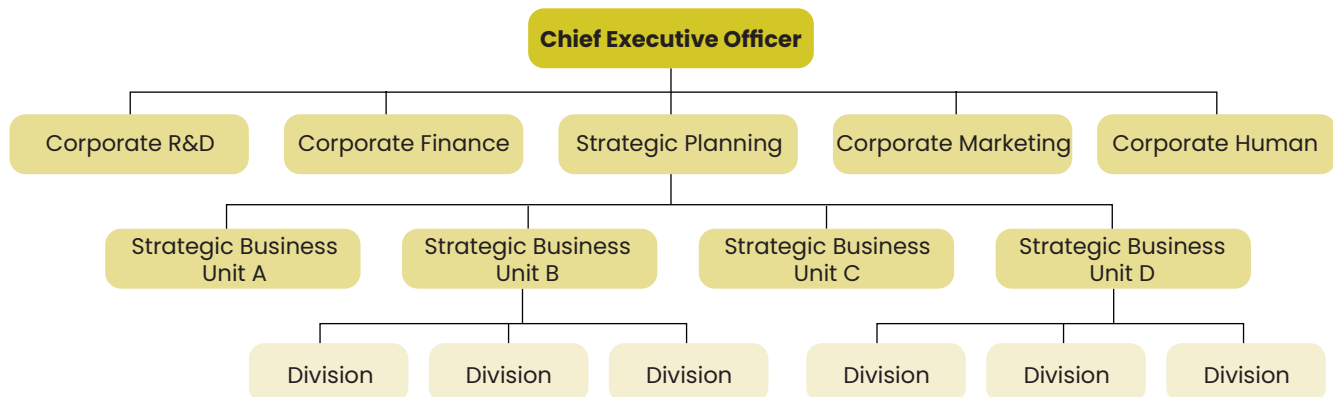 Chief Executive Officer
Corporate R&D
Corporate Finance
Strategic Planning
Corporate Marketing
Corporate Human
Strategic Business
Unit A
Strategic Business
Unit B
Strategic Business
Unit C
Strategic Business
Unit D
Division
Division
Division
Division
Division
Division